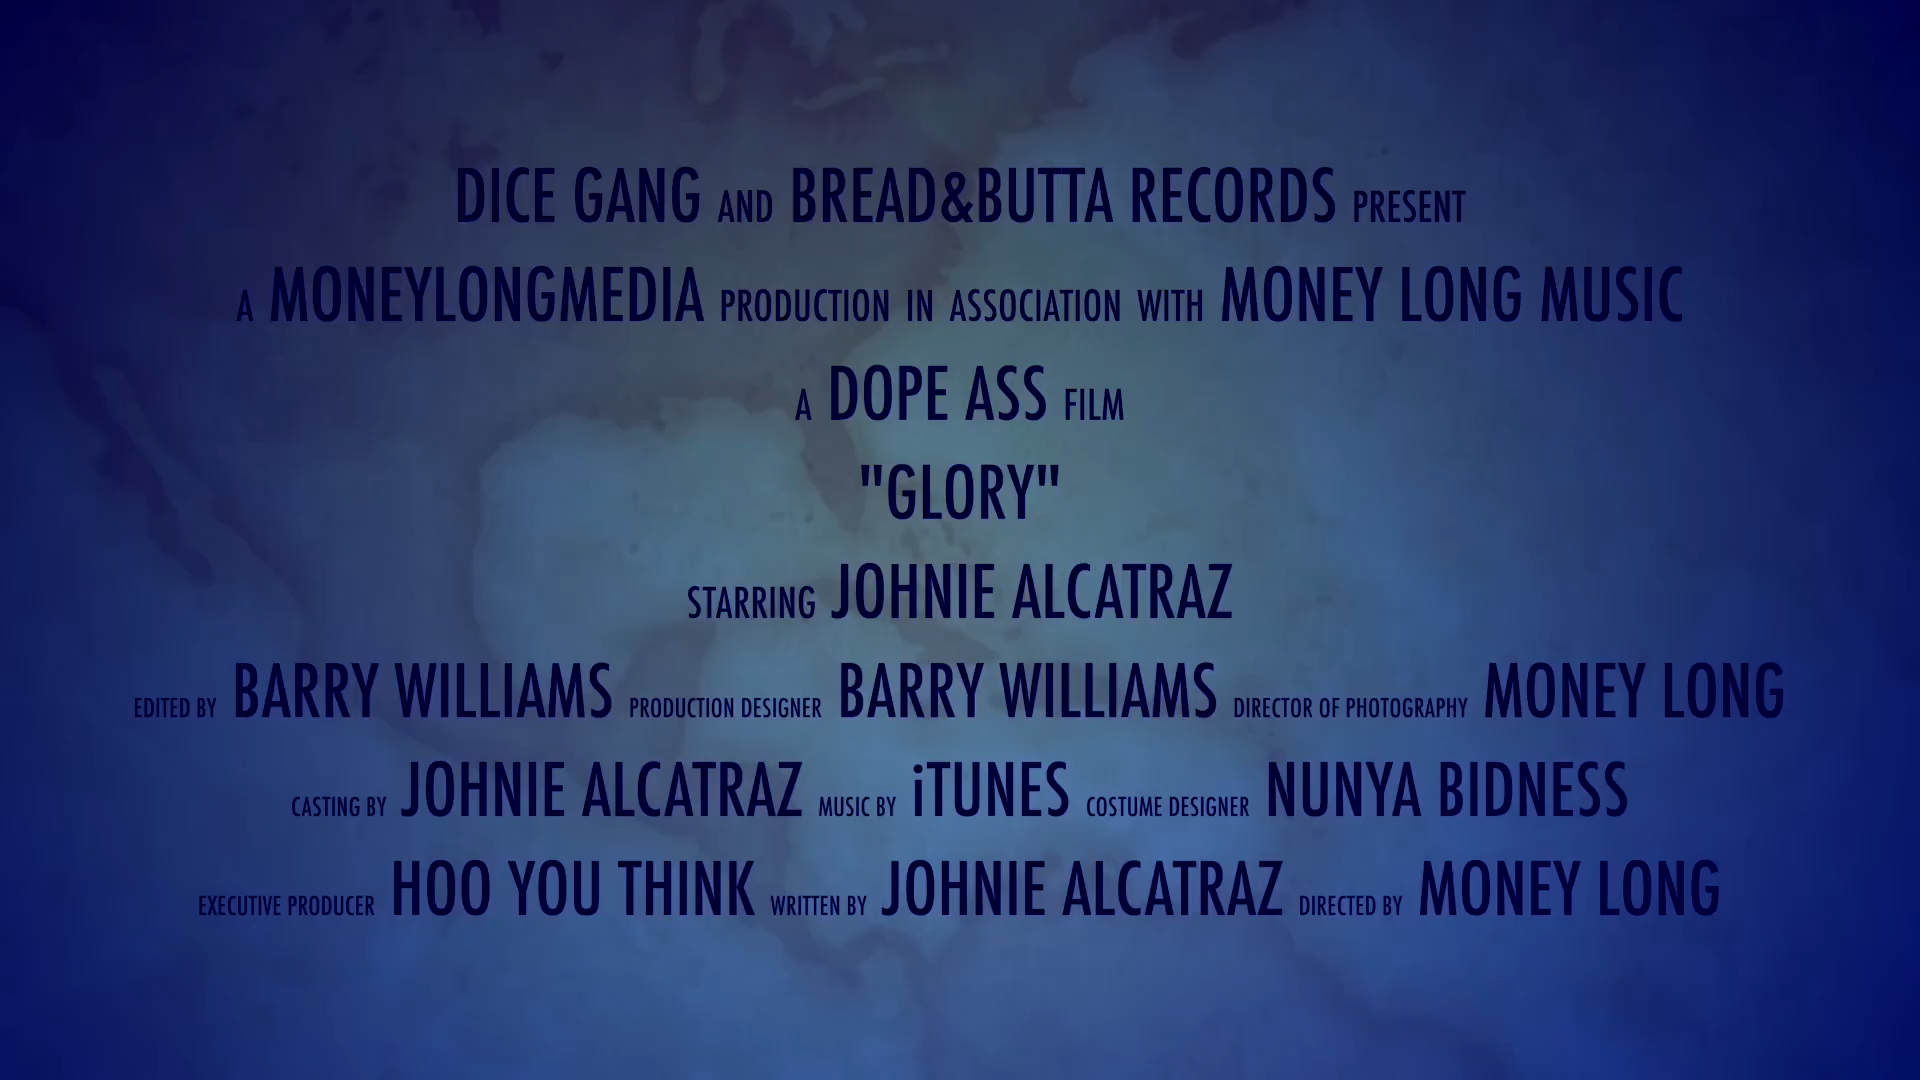 DICE GANG AND BREAD&BUTTA RECORDS PRESENT
A MONEYLONGMEDIA PRODUCTION IN ASSOCIATION WITH MONEY LONG MUSIC
A DOPE ASS FILM
"GLORY"
STARRING JOHNIE ALCATRAZ
EDITED BY BARRY WILLIAMS PRODUCTION DESIGNER BARRY WILLIAMS DIRECTOR OF PHOTOGRAPHY MONEY LONG
CASTING BY JOHNIE ALCATRAZ MUSIC BY iTUNES COSTUME DESIGNER NUNYA BIDNESS
EXECUTIVE PRODUCER HOO YOU THINK WRITTEN BY JOHNIE ALCATRAZ DIRECTED BY MONEY LONG